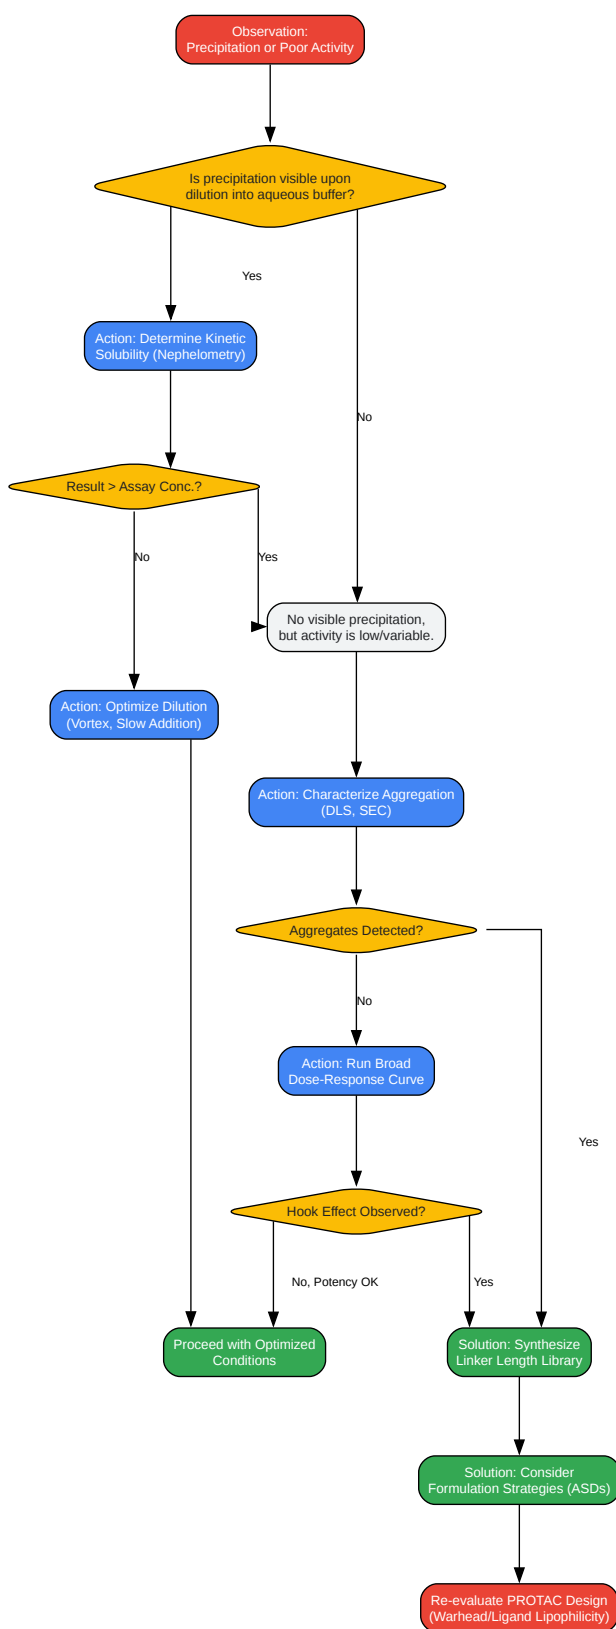 Observation:
Precipitation or Poor Activity
Is precipitation visible upon
dilution into aqueous buffer?
Yes
Action: Determine Kinetic
Solubility (Nephelometry)
No
Result > Assay Conc.?
No
Yes
No visible precipitation,
but activity is low/variable.
Action: Optimize Dilution
(Vortex, Slow Addition)
Action: Characterize Aggregation
(DLS, SEC)
Aggregates Detected?
No
Action: Run Broad
Dose-Response Curve
Yes
Hook Effect Observed?
No, Potency OK
Yes
Proceed with Optimized
Conditions
Solution: Synthesize
Linker Length Library
Solution: Consider
Formulation Strategies (ASDs)
Re-evaluate PROTAC Design
(Warhead/Ligand Lipophilicity)